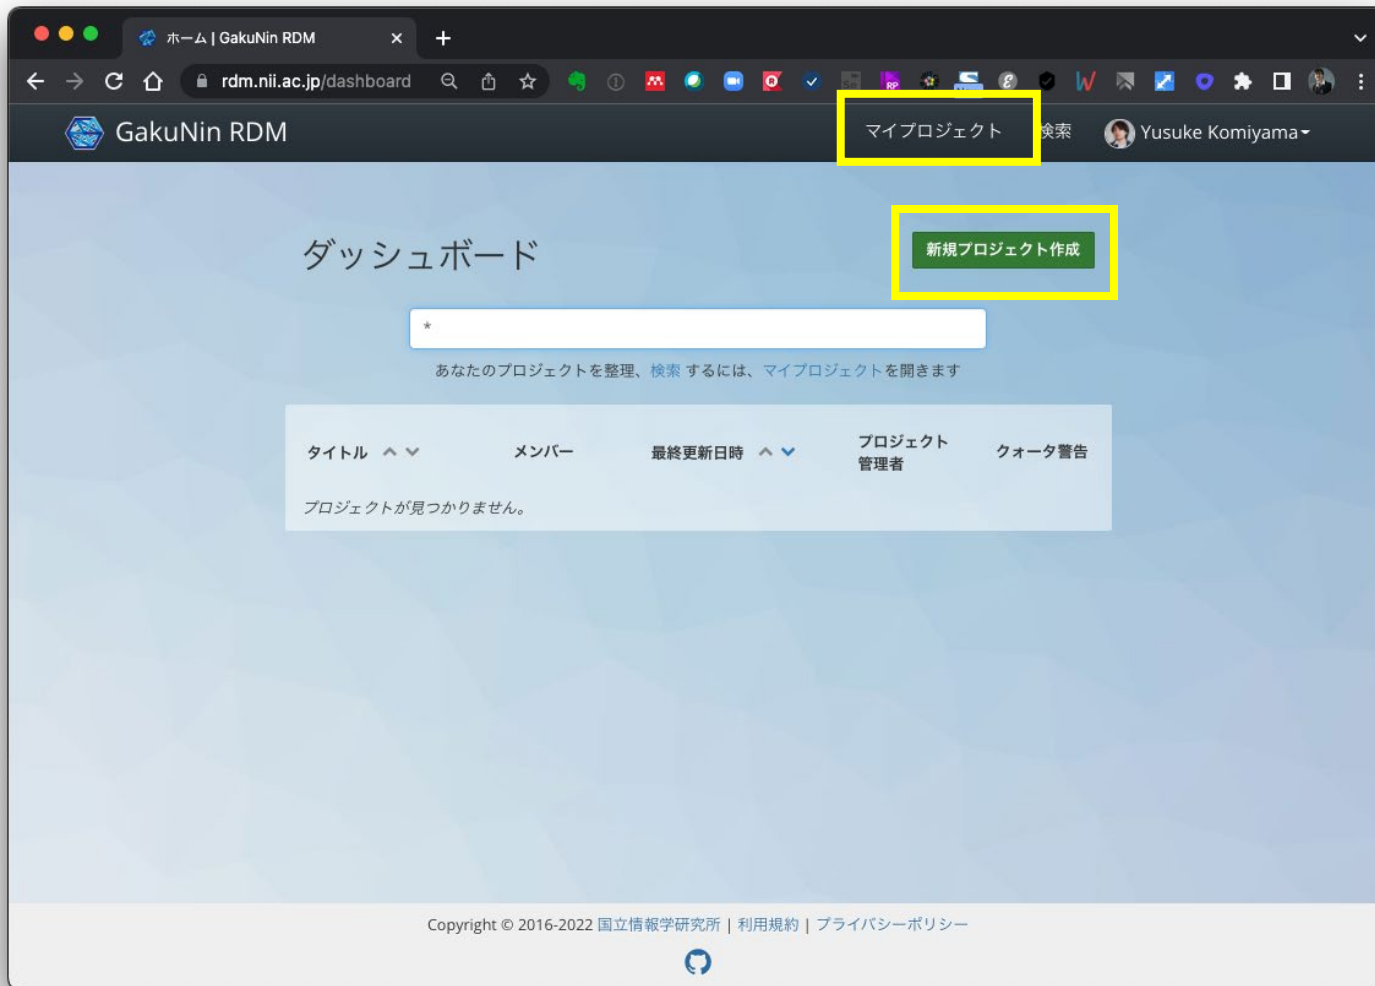 ホーム | GakuNin RDM
rdm.nii.ac.jp/dashboard
GakuNin RDM
マイプロジェクト
検索
Yusuke Komiyama
ダッシュボード
新規プロジェクト作成
*
あなたのプロジェクトを整理、検索 するには、マイプロジェクトを開きます
タイトル
メンバー
最終更新日時
プロジェクト
管理者
クォータ警告
プロジェクトが見つかりません。
Copyright © 2016-2022 国立情報学研究所 | 利用規約 | プライバシーポリシー